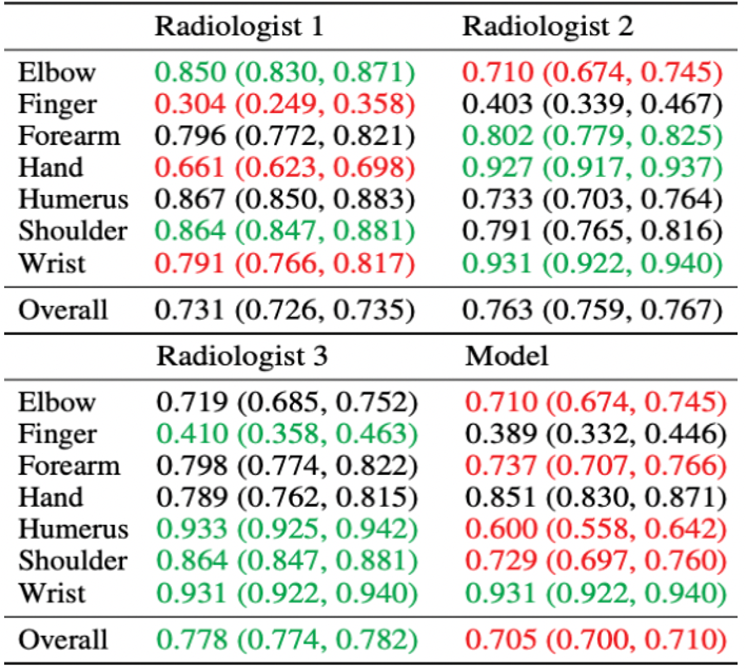 Radiologist 1 Radiologist 2
Elbow 0.850 (0.830, 0.871) 0.710 (0.674, 0.745)
Finger 0.304 (0.249, 0.358) 0.403 (0.339, 0.467)
Forearm 0.796 (0.772, 0.821) 0.802 (0.779, 0.825)
Hand 0.661 (0.623, 0.698) 0.927 (0.917, 0.937)
Humerus 0.867 (0.850, 0.883) 0.733 (0.703, 0.764)
Shoulder 0.864 (0.847, 0.881) 0.791 (0.765, 0.816)
Wrist 0.791 (0.766, 0.817) 0.931 (0.922, 0.940)
Overall 0.731 (0.726, 0.735) 0.763 (0.759, 0.767)
Radiologist 3 Model
Elbow 0.719 (0.685, 0.752) 0.710 (0.674, 0.745)
Finger 0.410 (0.358, 0.463) 0.389 (0.332, 0.446)
Forearm 0.798 (0.774, 0.822) 0.737 (0.707, 0.766)
Hand 0.789 (0.762, 0.815) 0.851 (0.830, 0.871)
Humerus 0.933 (0.925, 0.942) 0.600 (0.558, 0.642)
Shoulder 0.864 (0.847, 0.881) 0.729 (0.697, 0.760)
Wrist 0.931 (0.922, 0.940) 0.931 (0.922, 0.940)
Overall 0.778 (0.774, 0.782) 0.705 (0.700, 0.710)